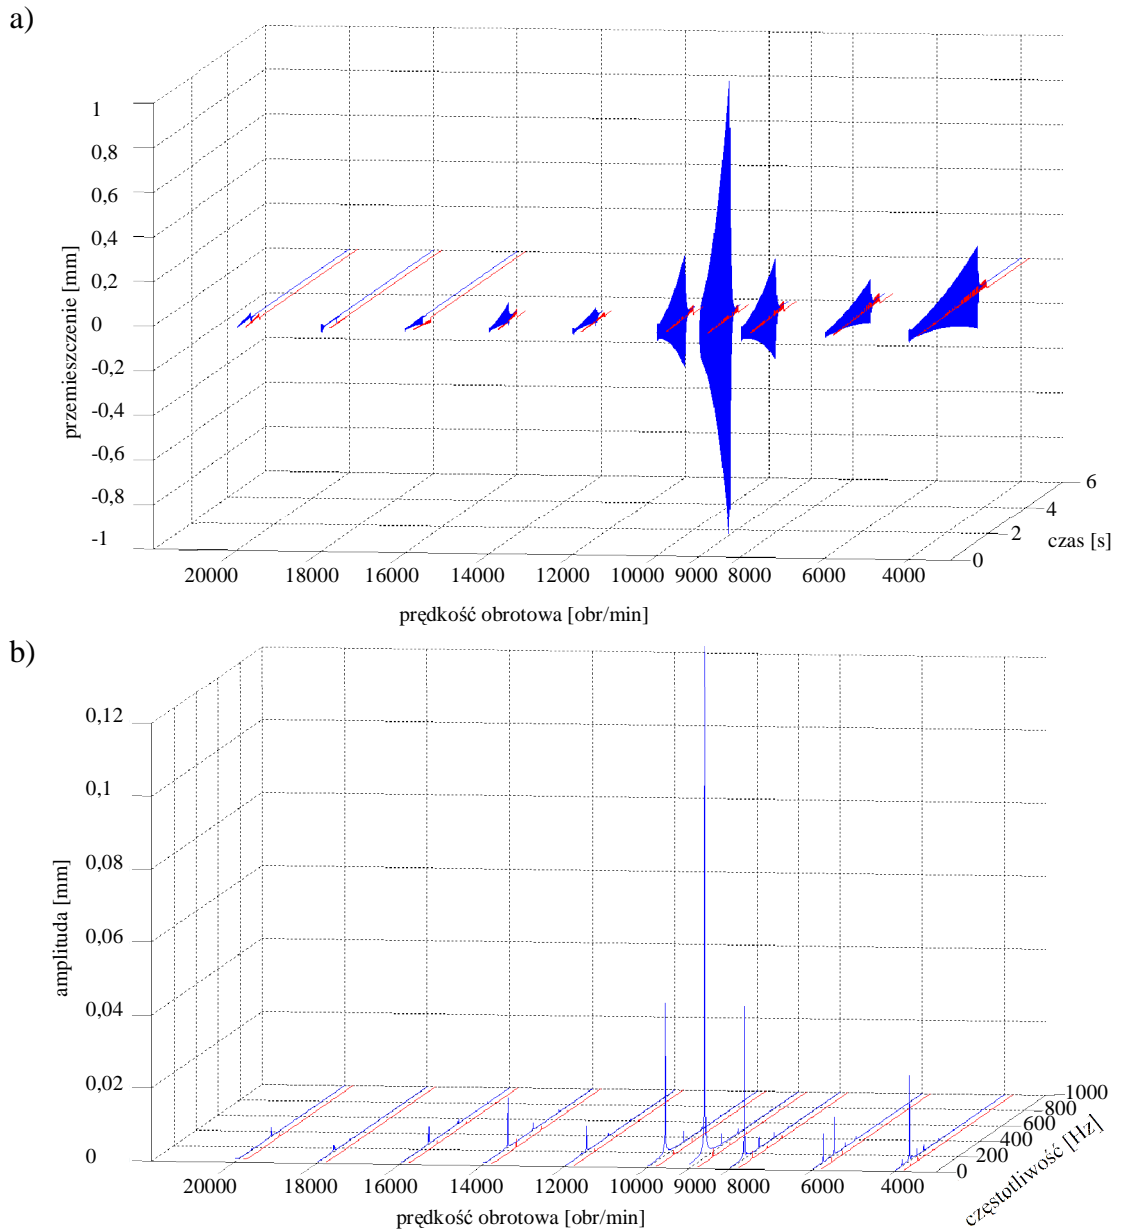 a)
1
0,8
0,6
0,4
0,2
0
-0,2
-0,4
-0,6
-0,8
-1
przemieszczenie [mm]
6
4
2
0
czas [s]
20000 18000 16000 14000 12000 10000 9000 8000 6000 4000
prędkość obrotowa [obr/min]
b)
0,12
0,1
0,08
0,06
0,04
0,02
0
amplituda [mm]
1000
800
600
400
200
0
częstotliwość [Hz]
20000 18000 16000 14000 12000 10000 9000 8000 6000 4000
prędkość obrotowa [obr/min]